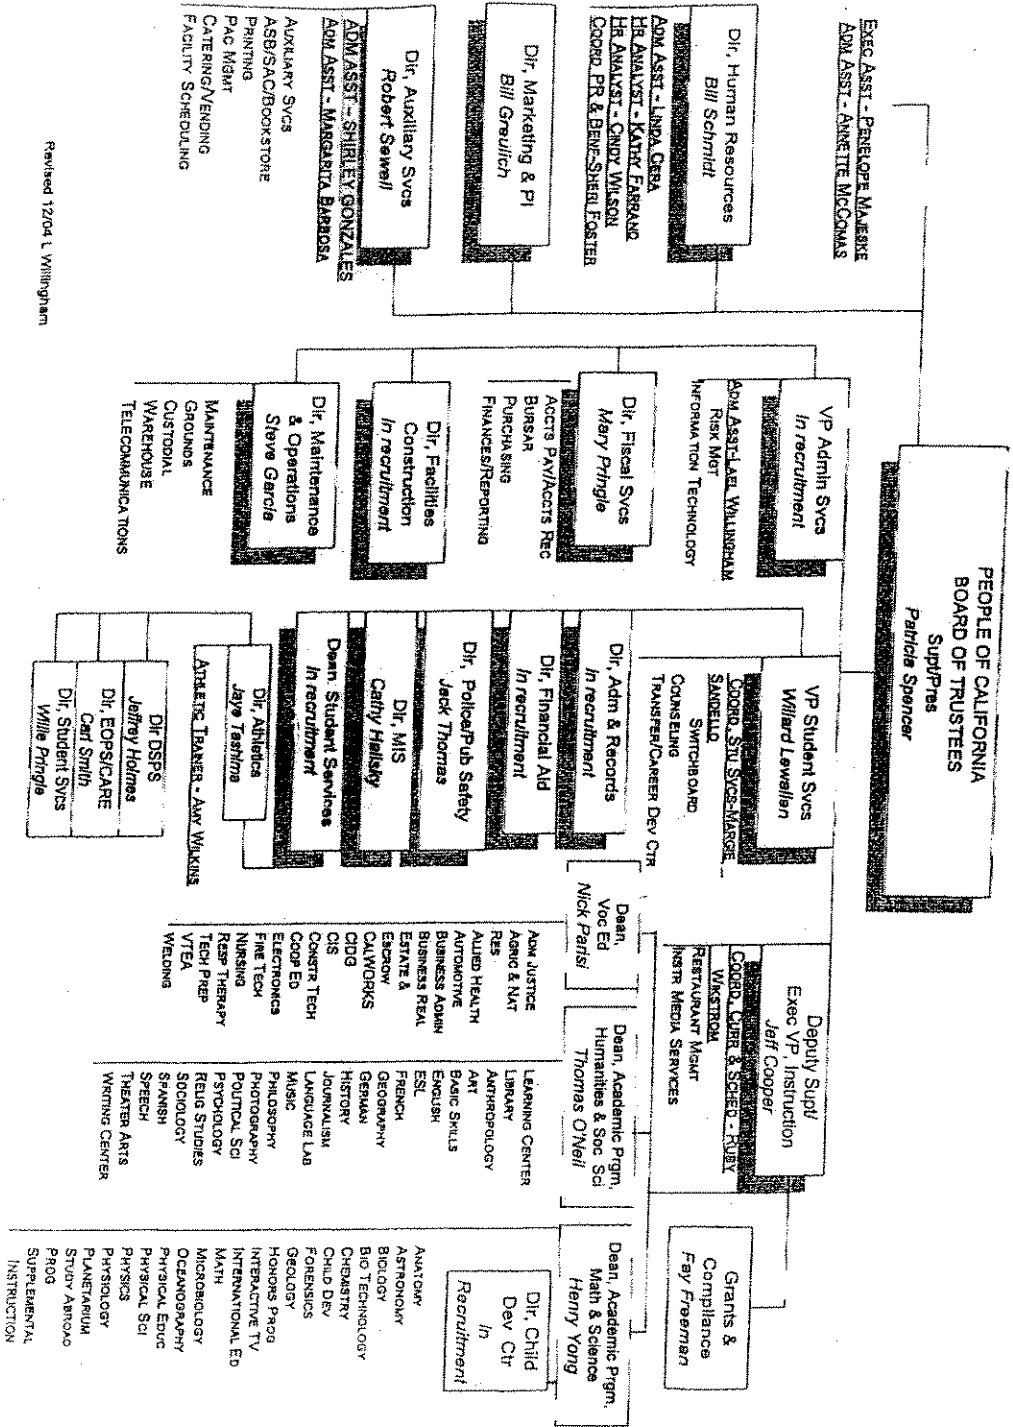 PEOPLE OF CALIFORNIA
BOARD OF TRUSTEES
Supt/Pres
Patricia Spencer
EXEC ASST - PENELOPE MAJESKE
ADM ASST - ANNETTE MCCOMAS
Dir, Human Resources
Bill Schmidt
ADM ASST - LINDA CERA
HR ANALYST - KATHY FARRAND
HR ANALYST - CINDY WILSON
COORD PR & BENE-SHERI FOSTER
Dir, Marketing & PI
Bill Greulich
Dir, Auxiliary Svcs
Robert Sewell
ADM ASST - SHIRLEY GONZALES
ADM ASST - MARGARITA BARBOSA
AUXILIARY SVCS
ASB/SAC/BOOKSTORE
PRINTING
PAC MGMT
CATERING/VENDING
FACILITY SCHEDULING
VP Admin Svcs
In recruitment
ADM ASST-LAEL WILLINGHAM
RISK MGT
INFORMATION TECHNOLOGY
Dir, Fiscal Svcs
Mary Pringle
ACCTS PAY/ACCTS REC
BURSAR
PURCHASING
FINANCES/REPORTING
Dir, Facilities
Construction
In recruitment
Dir, Maintenance
& Operations
Steve Garcia
MAINTENANCE
GROUNDS
CUSTODIAL
WAREHOUSE
TELECOMMUNICATIONS
VP Student Svcs
Willard Lewallen
COORD, STU SVCS-MARGIE
SANDELLO
SWITCHBOARD
COUNSELING
TRANSFER/CAREER DEV CTR
Dir, Adm & Records
In recruitment
Dir, Financial Aid
In recruitment
Dir, Police/Pub Safety
Jack Thomas
Dir, MIS
Cathy Halisky
Dean, Student Services
In recruitment
Dir, Athletics
Jaye Tashima
ATHLETIC TRAINER - AMY WILKINS
Dir DSPS
Jeffrey Holmes
Dir, EOPS/CARE
Carl Smith
Dir, Student Svcs
Willie Pringle
Deputy Supt/
Exec VP, Instruction
Jeff Cooper
COORD, CURR & SCHED - RUBY
WIKSTROM
RESTAURANT MGMT
INSTR MEDIA SERVICES
Grants &
Compliance
Fay Freeman
Dean,
Voc Ed
Nick Parisi
ADM JUSTICE
AGRIC & NAT
RES
ALLIED HEALTH
AUTOMOTIVE
BUSINESS ADMIN
BUSINESS REAL
ESTATE &
ESCROW
CALWORKS
CIDG
CIS
CONSTR TECH
COOP ED
ELECTRONICS
FIRE TECH
NURSING
RESP THERAPY
TECH PREP
VTEA
WELDING
Dean, Academic Prgm,
Humanities & Soc Sci
Thomas O'Neil
LEARNING CENTER
LIBRARY
ANTHROPOLOGY
ART
BASIC SKILLS
ENGLISH
ESL
FRENCH
GEOGRAPHY
GERMAN
HISTORY
JOURNALISM
LANGUAGE LAB
MUSIC
PHILOSOPHY
PHOTOGRAPHY
POLITICAL SCI
PSYCHOLOGY
RELIG STUDIES
SOCIOLOGY
SPANISH
SPEECH
THEATER ARTS
WRITING CENTER
Dean, Academic Prgm,
Math & Science
Henry Yong
Dir, Child
Dev Ctr
In
Recruitment
ANATOMY
ASTRONOMY
BIOLOGY
BIO TECHNOLOGY
CHEMISTRY
CHILD DEV
FORENSICS
GEOLOGY
HONORS PROG
INTERACTIVE TV
INTERNATIONAL ED
MATH
MICROBIOLOGY
OCEANOGRAPHY
PHYSICAL EDUC
PHYSICAL SCI
PHYSICS
PHYSIOLOGY
PLANETARIUM
STUDY ABROAD
PROG
SUPPLEMENTAL
INSTRUCTION
Revised 12/04 L Willingham